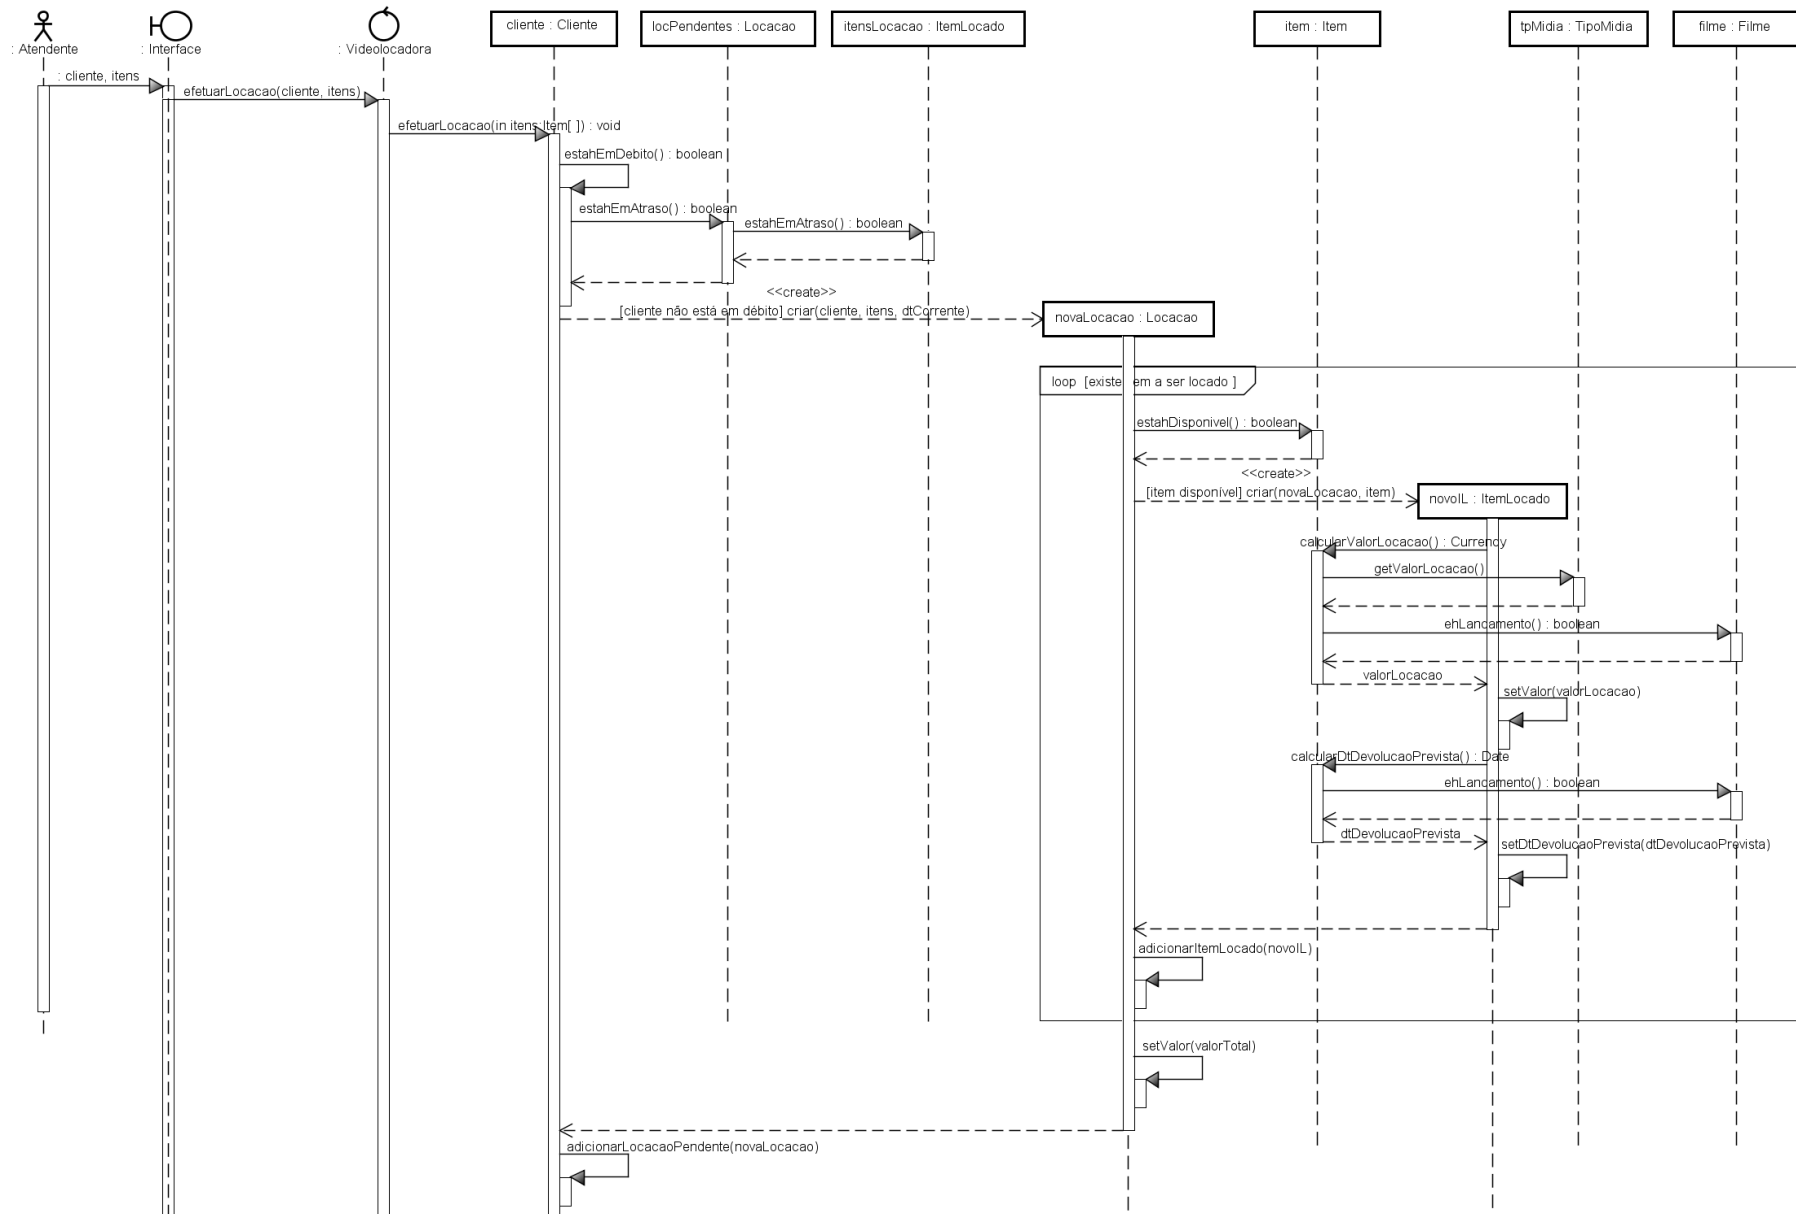 cliente : Cliente
locPendentes : Locacao
itensLocacao : ItemLocado
item : Item
tpMidia : TipoMidia
filme : Filme
: Atendente
: Interface
: Videolocadora
: cliente, itens
efetuarLocacao(cliente, itens)
efetuarLocacao(in itens:Item[ ]) : void
estahEmDebito() : boolean
estahEmAtraso() : boolean
estahEmAtraso() : boolean
<<create>>
[cliente não está em débito] criar(cliente, itens, dtCorrente)
novaLocacao : Locacao
loop [existe em a ser locado ]
estahDisponivel() : boolean
<<create>>
[item disponível] criar(novaLocacao, item)
novoIL : ItemLocado
calcularValorLocacao() : Currency
getValorLocacao()
ehLancamento() : boolean
valorLocacao
setValor(valorLocacao)
calcularDtDevolucaoPrevista() : Date
ehLancamento() : boolean
dtDevolucaoPrevista
setDtDevolucaoPrevista(dtDevolucaoPrevista)
adicionarItemLocado(novoIL)
setValor(valorTotal)
adicionarLocacaoPendente(novaLocacao)